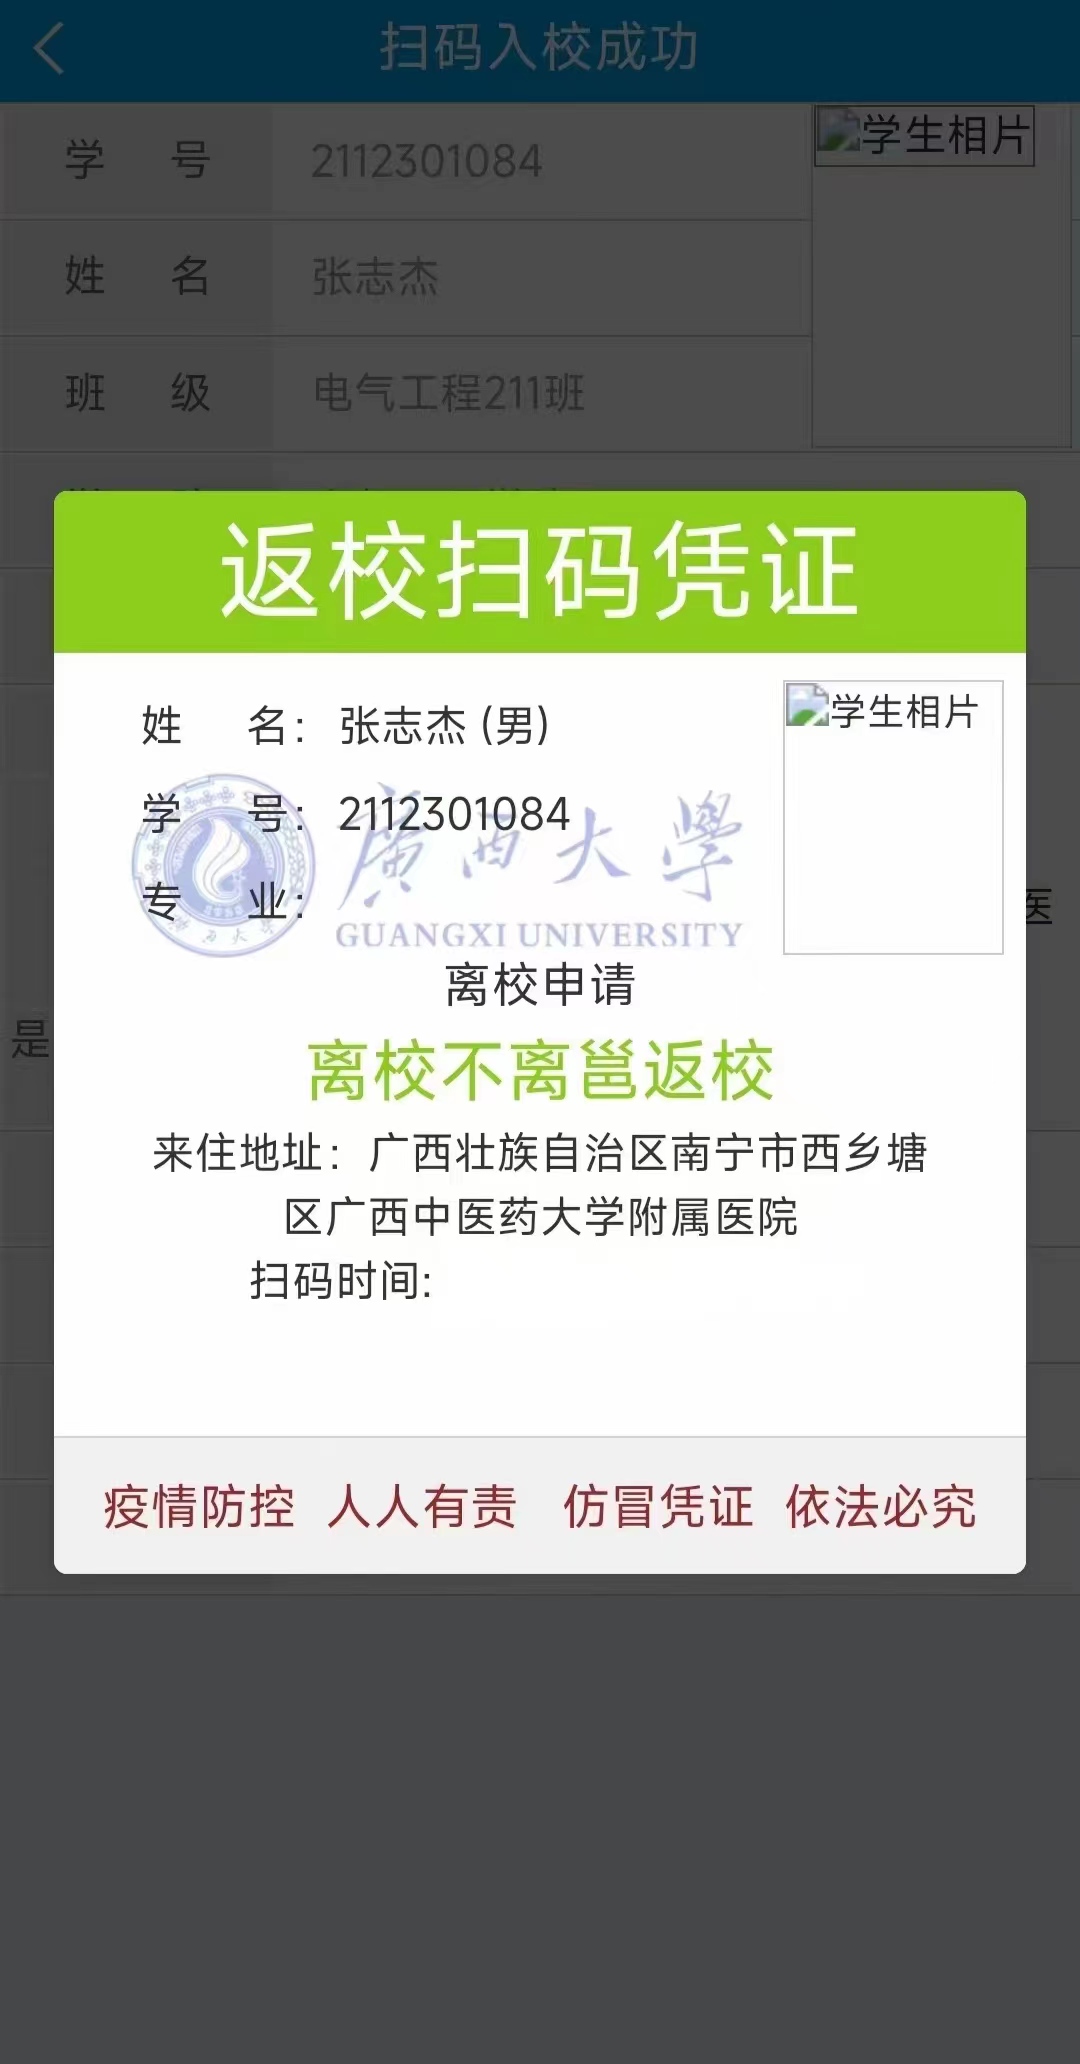 扫码入校成功
学 号 2112301084
学生相片
姓 名 张志杰
班 级 电气工程211班
返校扫码凭证
姓 名: 张志杰 (男)
学生相片
学 号: 2112301084
廣西大學
专 业:
广西大学
GUANGXI UNIVERSITY
医
离校申请
是
离校不离邕返校
来住地址：广西壮族自治区南宁市西乡塘
区广西中医药大学附属医院
扫码时间:
疫情防控 人人有责 仿冒凭证 依法必究